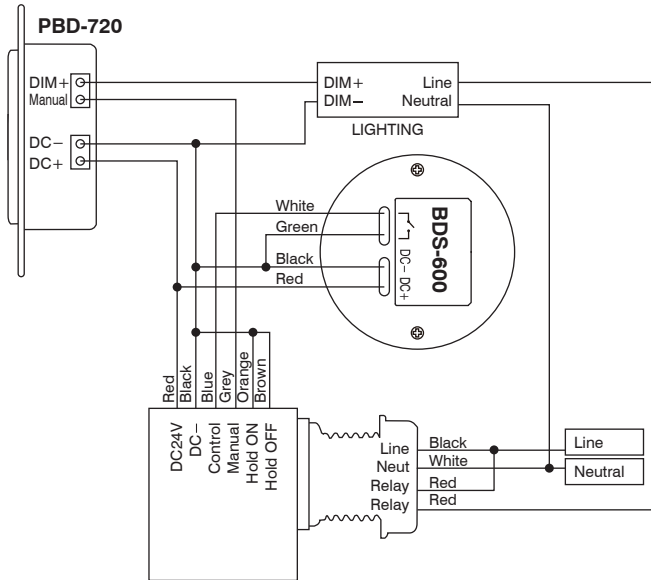 PBD-720
DIM+
Manual
DC−
DC+
DIM+ Line
DIM− Neutral
LIGHTING
White
Green
Black
Red
BDS-600
DC− DC+
Red
Black
Blue
Grey
Orange
Brown
DC24V
DC−
Control
Manual
Hold ON
Hold OFF
Line Black Line
Neut White Neutral
Relay Red
Relay Red